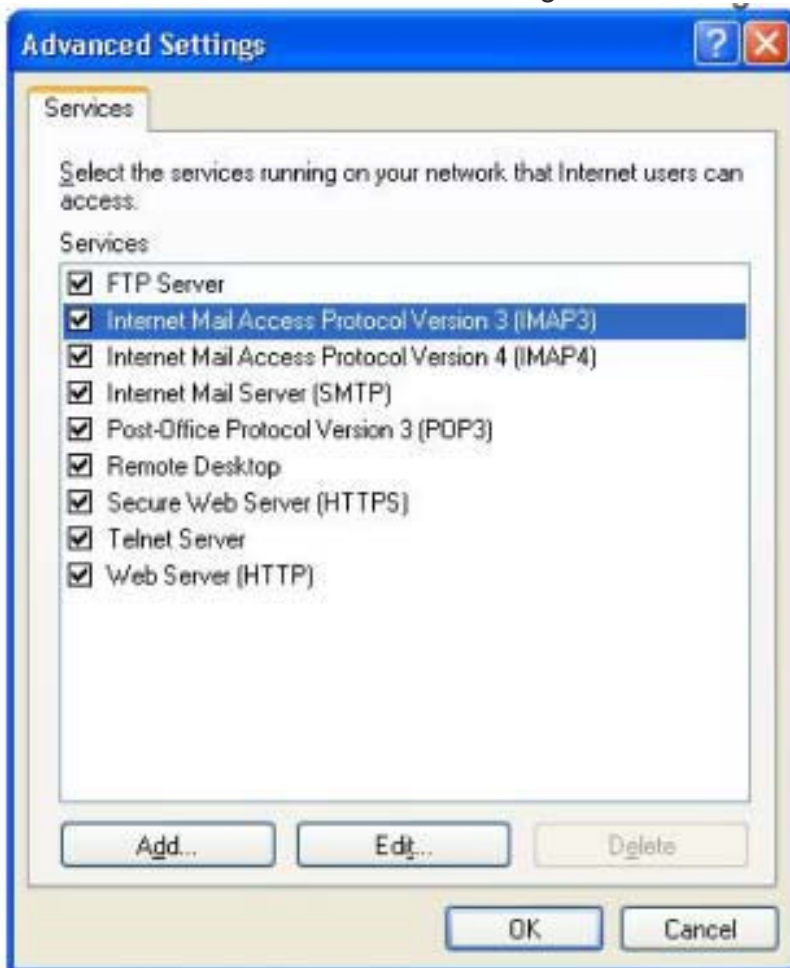 Advanced Settings
Services
Select the services running on your network that Internet users can
access.
Services
FTP Server
Internet Mail Access Protocol Version 3 (IMAP3)
Internet Mail Access Protocol Version 4 (IMAP4)
Internet Mail Server (SMTP)
Post-Office Protocol Version 3 (POP3)
Remote Desktop
Secure Web Server (HTTPS)
Telnet Server
Web Server (HTTP)
Add... Edit... Delete
OK Cancel